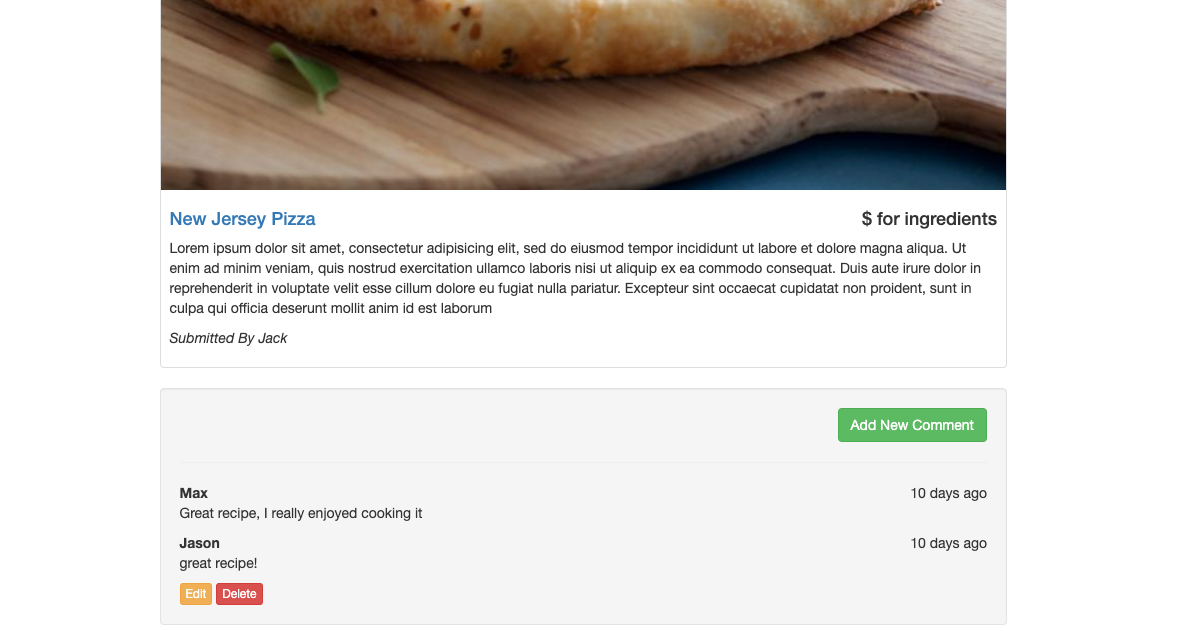 New Jersey Pizza
$ for ingredients
Lorem ipsum dolor sit amet, consectetur adipisicing elit, sed do eiusmod tempor incididunt ut labore et dolore magna aliqua. Ut
enim ad minim veniam, quis nostrud exercitation ullamco laboris nisi ut aliquip ex ea commodo consequat. Duis aute irure dolor in
reprehenderit in voluptate velit esse cillum dolore eu fugiat nulla pariatur. Excepteur sint occaecat cupidatat non proident, sunt in
culpa qui officia deserunt mollit anim id est laborum
Submitted By Jack
Add New Comment
Max
10 days ago
Great recipe, I really enjoyed cooking it
Jason
10 days ago
great recipe!
Edit
Delete